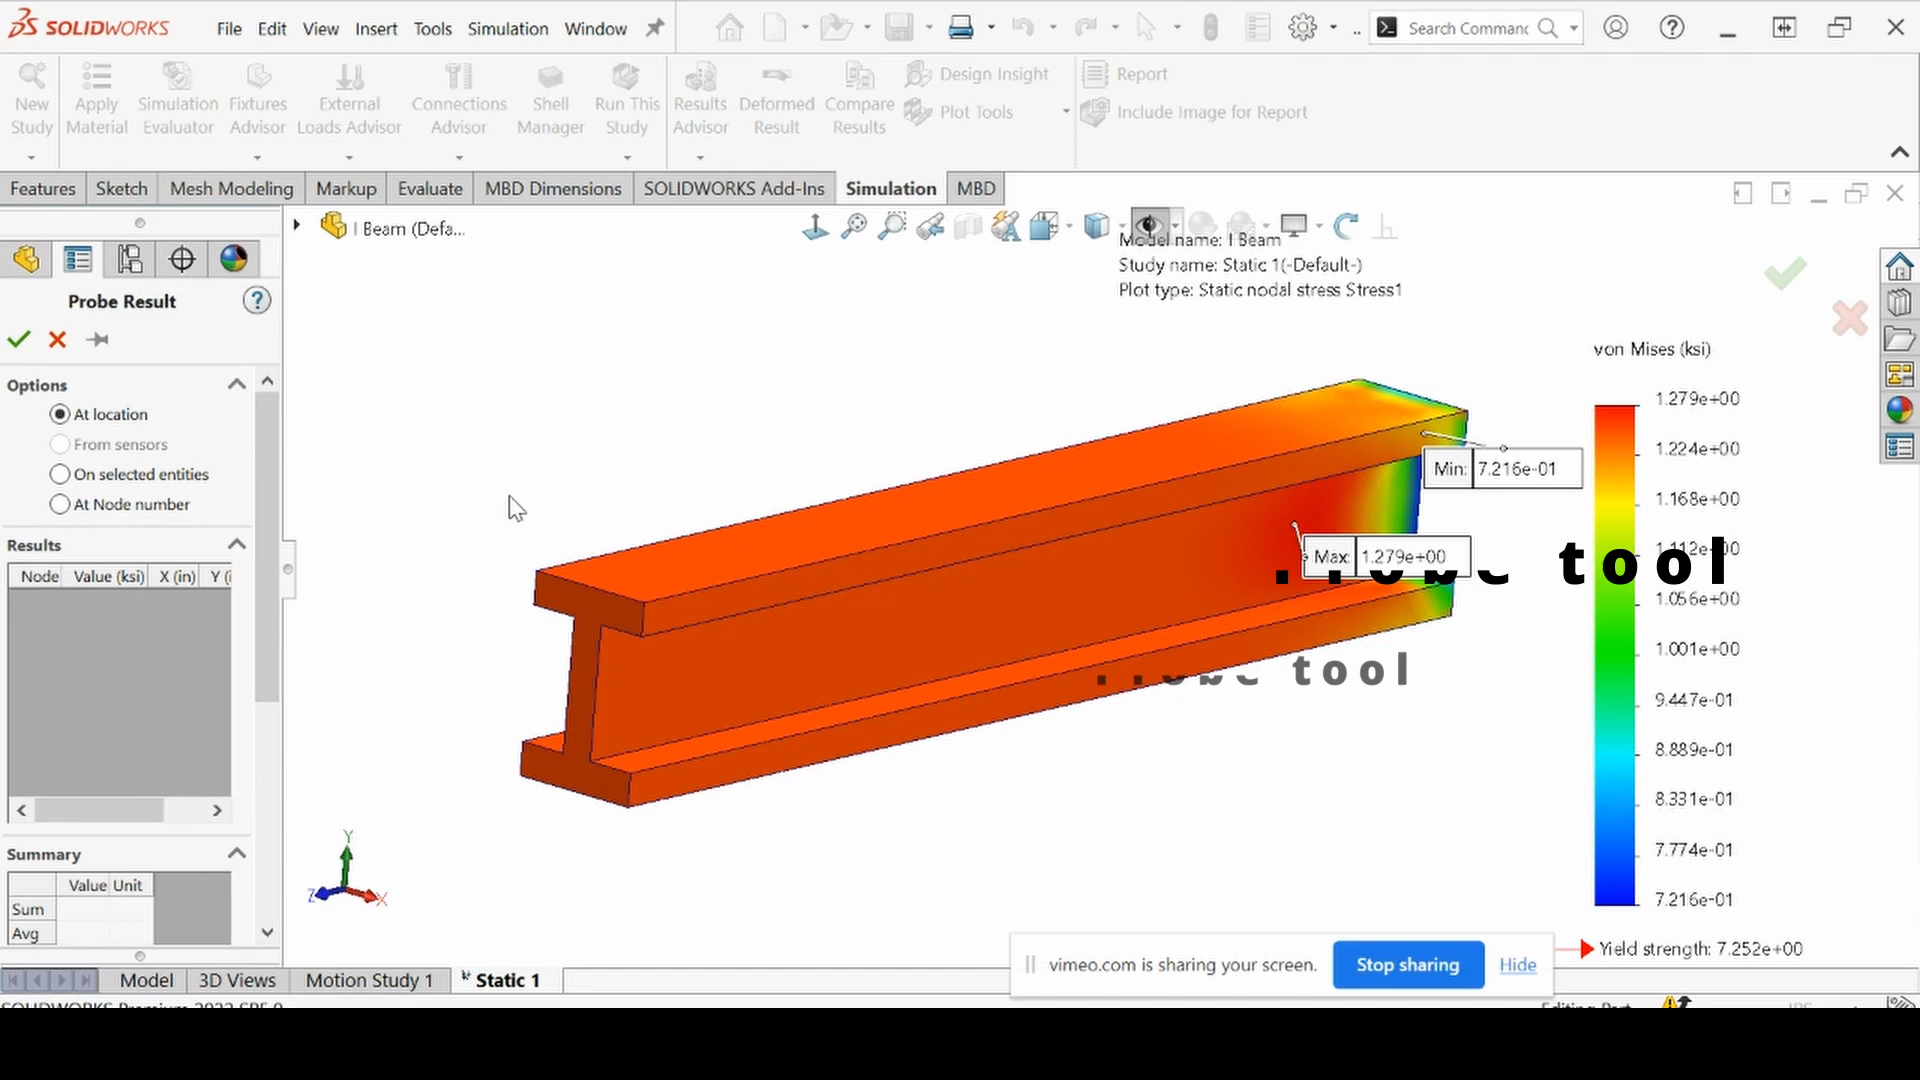 SOLIDWORKS File Edit View Insert Tools Simulation Window Search Comman
New Study
Apply Material
Simulation Evaluator
Fixtures Advisor
External Loads Advisor
Connections Advisor
Shell Manager
Run This Study
Results Advisor
Deformed Result
Compare Results
Design Insight
Plot Tools
Report
Include Image for Report
Features Sketch Mesh Modeling Markup Evaluate MBD Dimensions SOLIDWORKS Add-Ins Simulation MBD
I Beam (Defa...
Model name: I Beam
Study name: Static 1(-Default-)
Plot type: Static nodal stress Stress1
Probe Result
Options
At location
From sensors
On selected entities
At Node number
Results
Node Value (ksi) X (in) Y (i
Summary
Value Unit
Sum
Avg
von Mises (ksi)
1.279e+00
1.224e+00
1.168e+00
1.112e+00
1.056e+00
1.001e+00
9.447e-01
8.889e-01
8.331e-01
7.774e-01
7.216e-01
Yield strength: 7.252e+00
Min: 7.216e-01
Max: 1.279e+00
Probe tool
Probe tool
Y
Z X
vimeo.com is sharing your screen. Stop sharing Hide
Model 3D Views Motion Study 1 Static 1